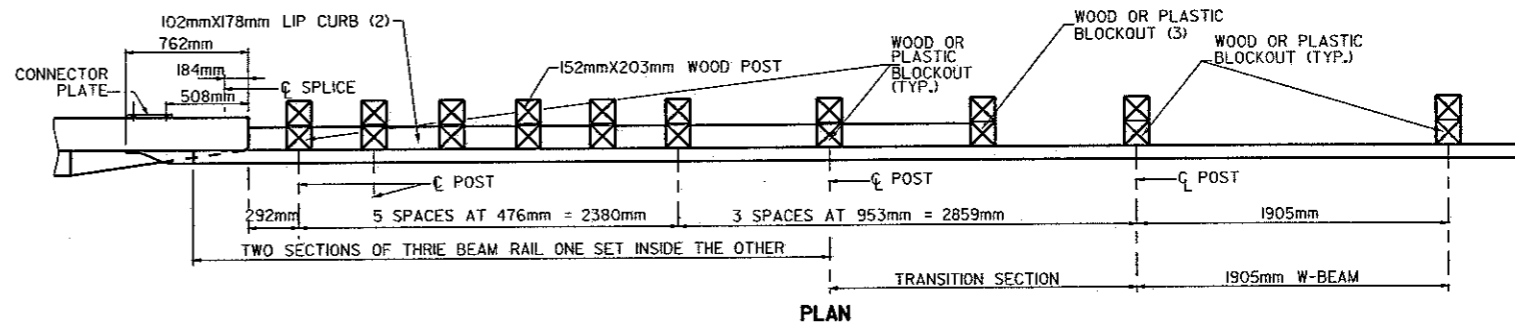 102mmX178mm LIP CURB (2)
762mm
184mm
CONNECTOR
PLATE
℄ SPLICE
508mm
152mmX203mm WOOD POST
WOOD OR
PLASTIC
BLOCKOUT
(TYP.)
WOOD OR PLASTIC
BLOCKOUT (3)
WOOD OR PLASTIC
BLOCKOUT (TYP.)
℄ POST
℄ POST
℄ POST
292mm
5 SPACES AT 476mm = 2380mm
3 SPACES AT 953mm = 2859mm
1905mm
TWO SECTIONS OF THRIE BEAM RAIL ONE SET INSIDE THE OTHER
TRANSITION SECTION
1905mm W-BEAM
PLAN